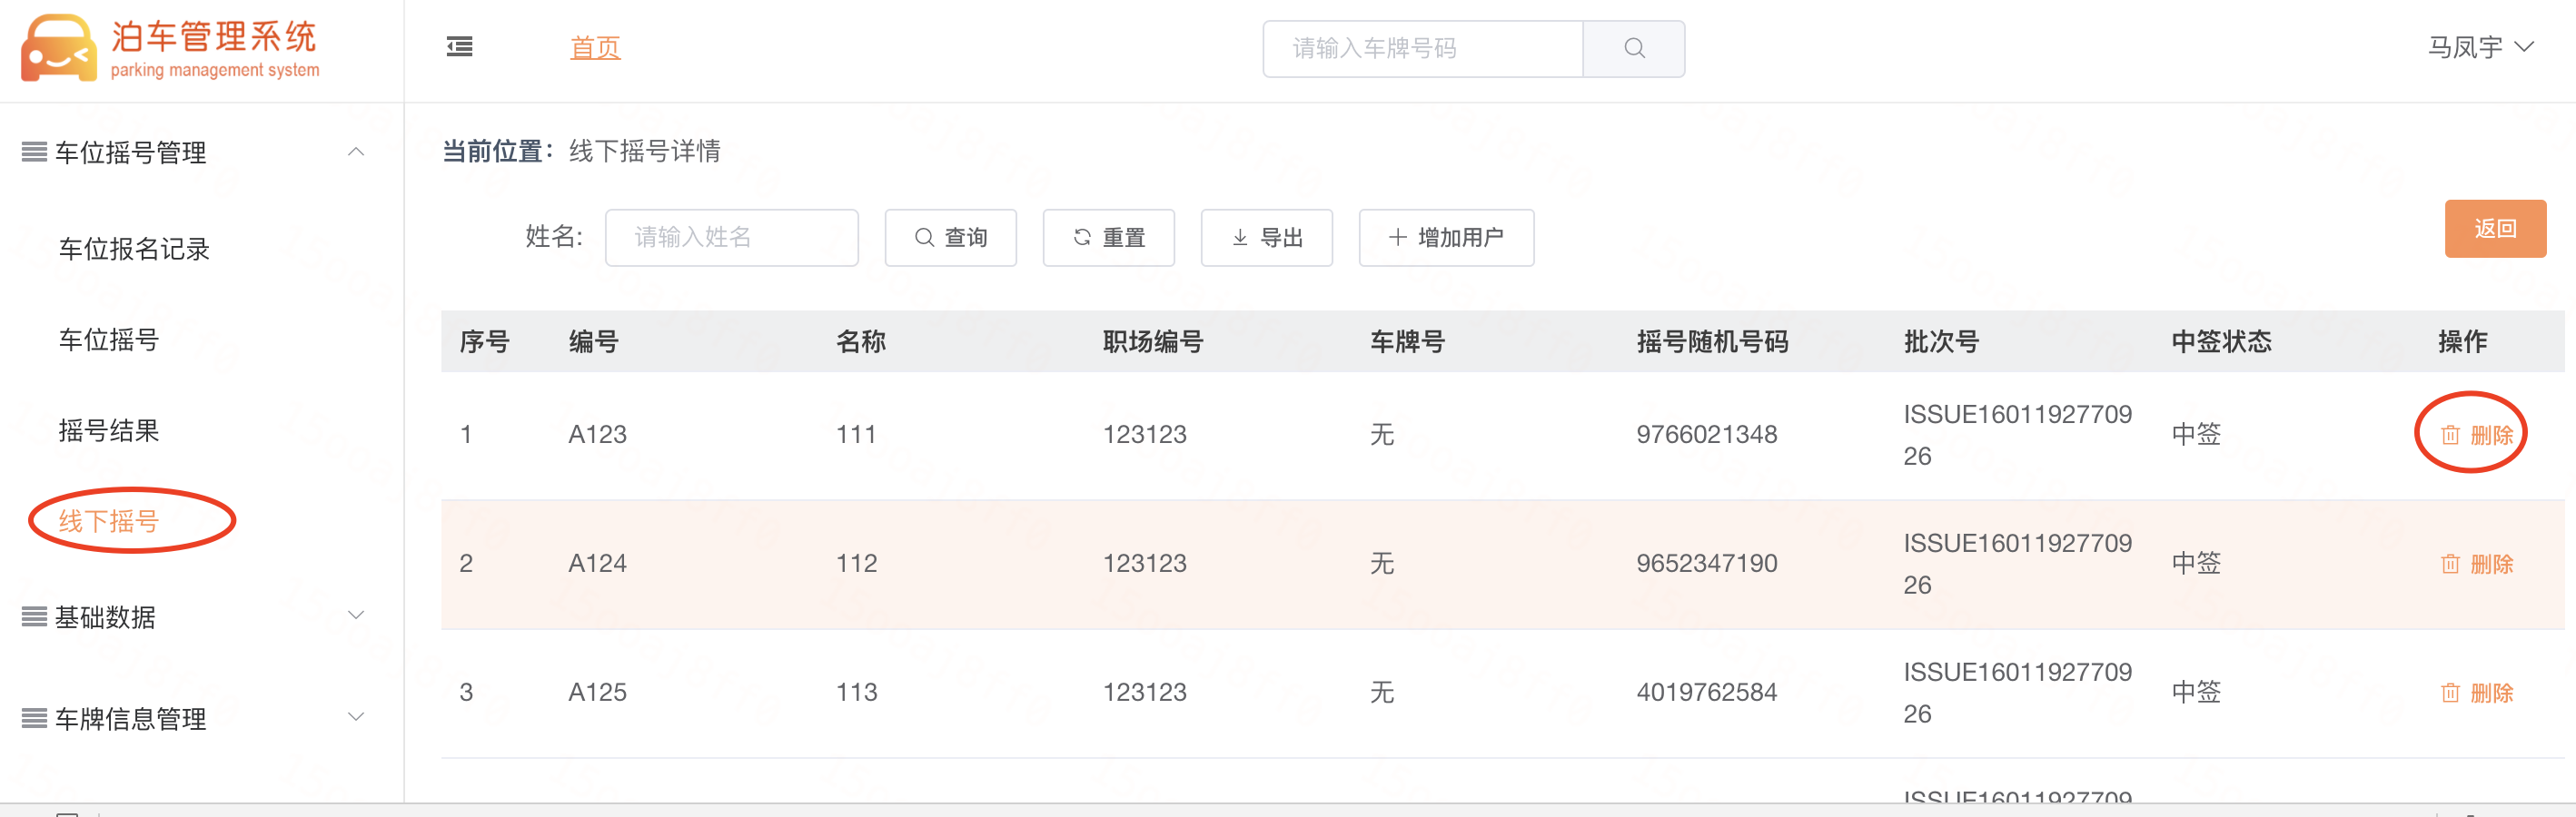 泊车管理系统
parking management system
首页
请输入车牌号码
马凤宇
车位摇号管理
车位报名记录
车位摇号
摇号结果
线下摇号
基础数据
车牌信息管理
当前位置：线下摇号详情
姓名: 请输入姓名 查询 重置 导出 增加用户 返回
序号 编号 名称 职场编号 车牌号 摇号随机号码 批次号 中签状态 操作
1 A123 111 123123 无 9766021348 ISSUE16011927709
26 中签 删除
2 A124 112 123123 无 9652347190 ISSUE16011927709
26 中签 删除
3 A125 113 123123 无 4019762584 ISSUE16011927709
26 中签 删除
ISSUE16011927709